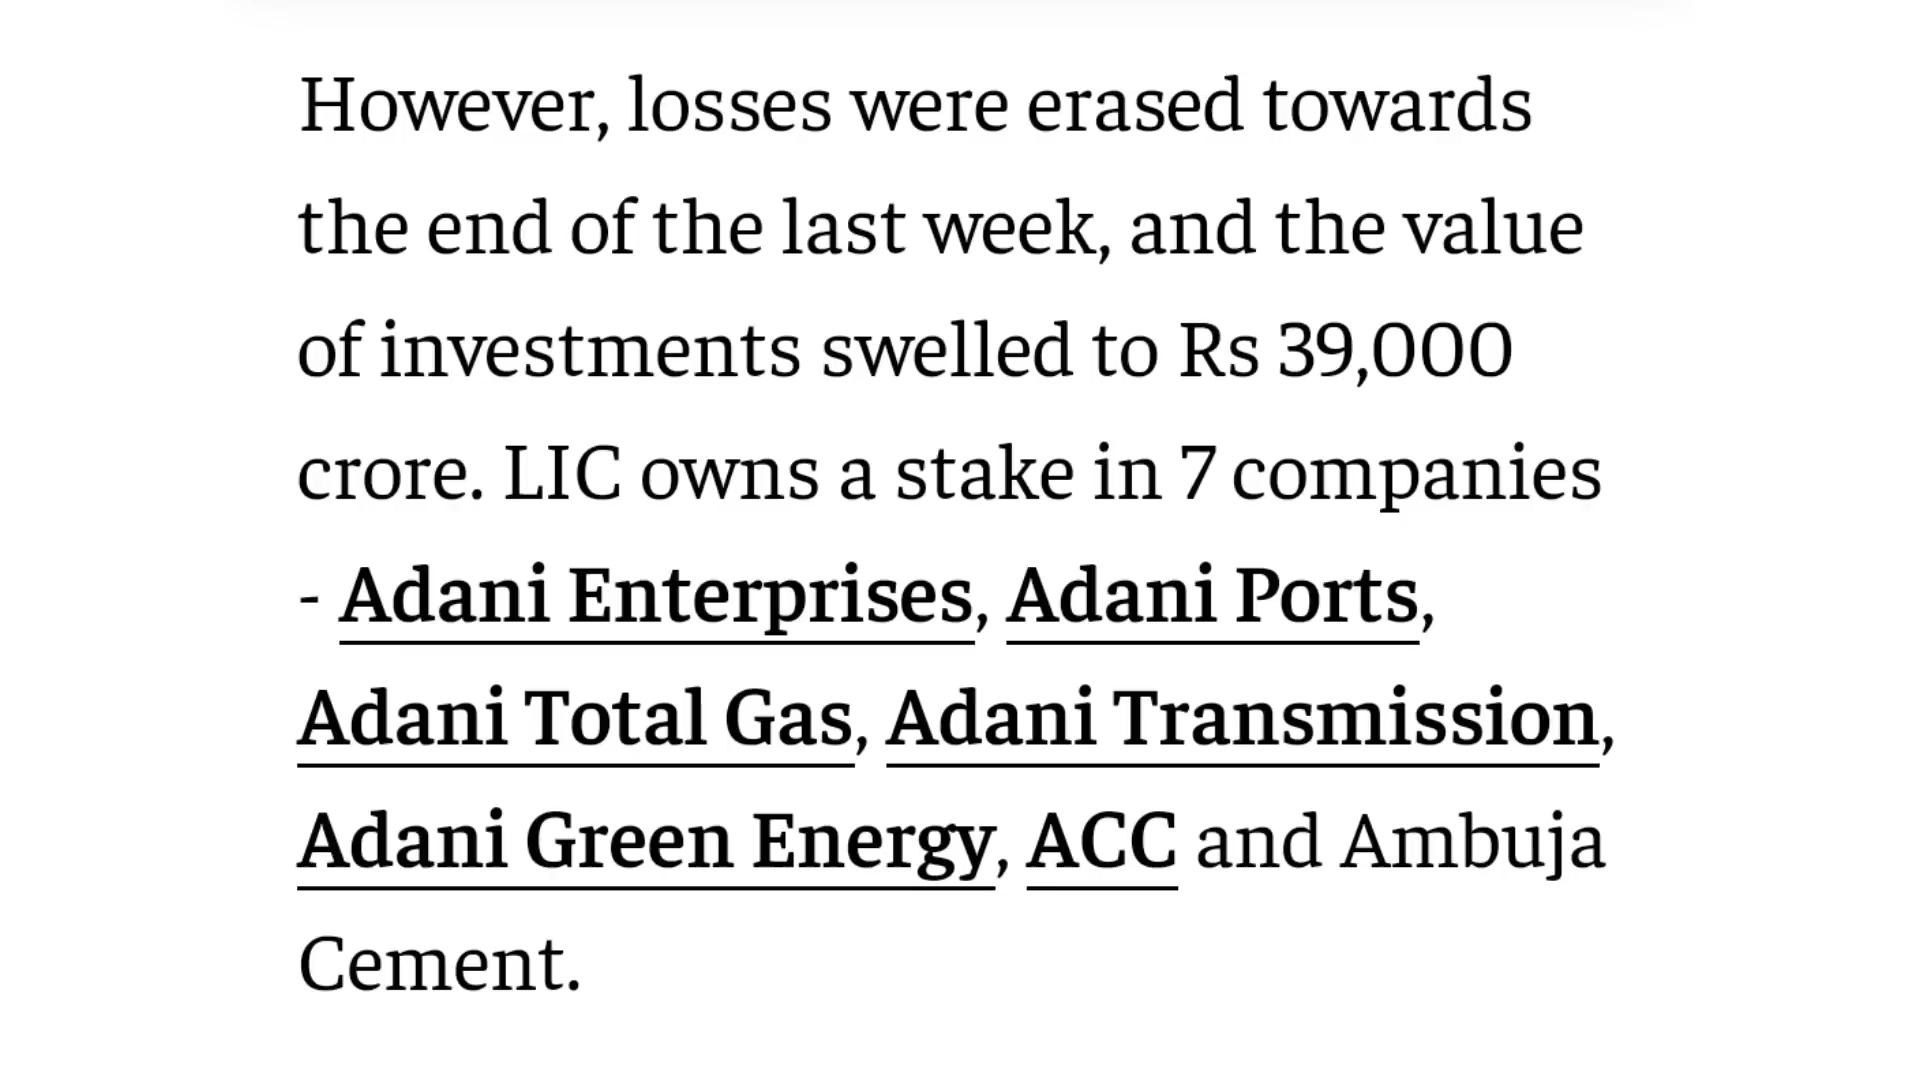 However, losses were erased towards
the end of the last week, and the value
of investments swelled to Rs 39,000
crore. LIC owns a stake in 7 companies
- Adani Enterprises, Adani Ports,
Adani Total Gas, Adani Transmission,
Adani Green Energy, ACC and Ambuja
Cement.